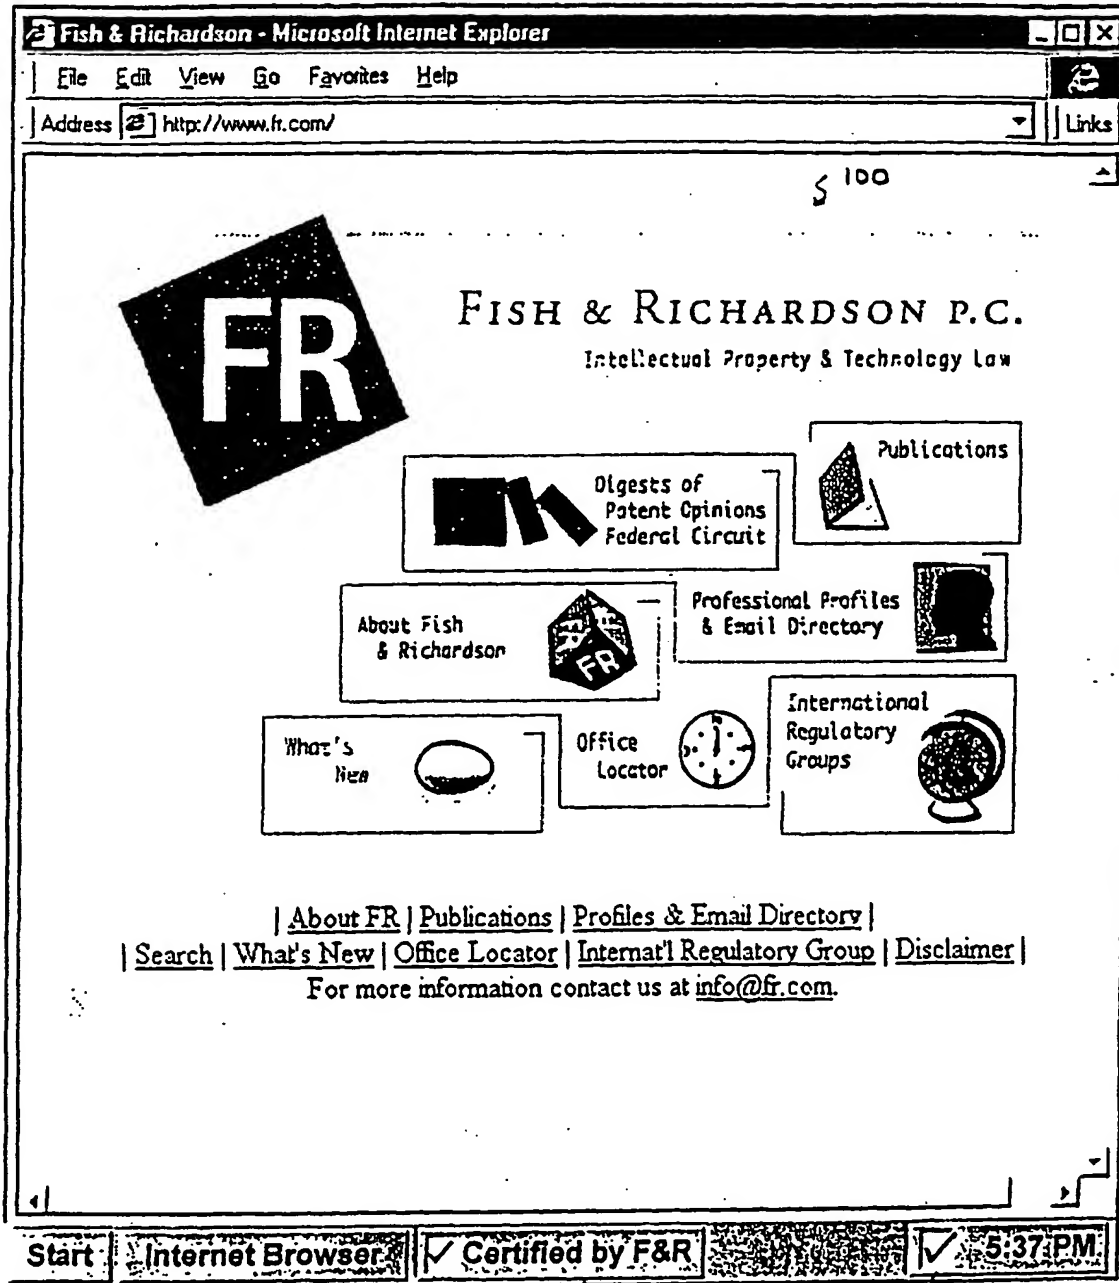 Fish & Richardson - Microsoft Internet Explorer
File Edit View Go Favorites Help
Address http://www.fr.com/ Links
100
FR
FISH & RICHARDSON P.C.
Intellectual Property & Technology Law
Publications
Digests of
Patent Opinions
Federal Circuit
Professional Profiles
& Email Directory
About Fish
& Richardson
FR
International
Regulatory
Groups
Office
Locator
What's
New
| About FR | Publications | Profiles & Email Directory |
| Search | What's New | Office Locator | Internat'l Regulatory Group | Disclaimer |
For more information contact us at info@fr.com.
Start Internet Browser ✓ Certified by F&R ✓ 5:37 PM